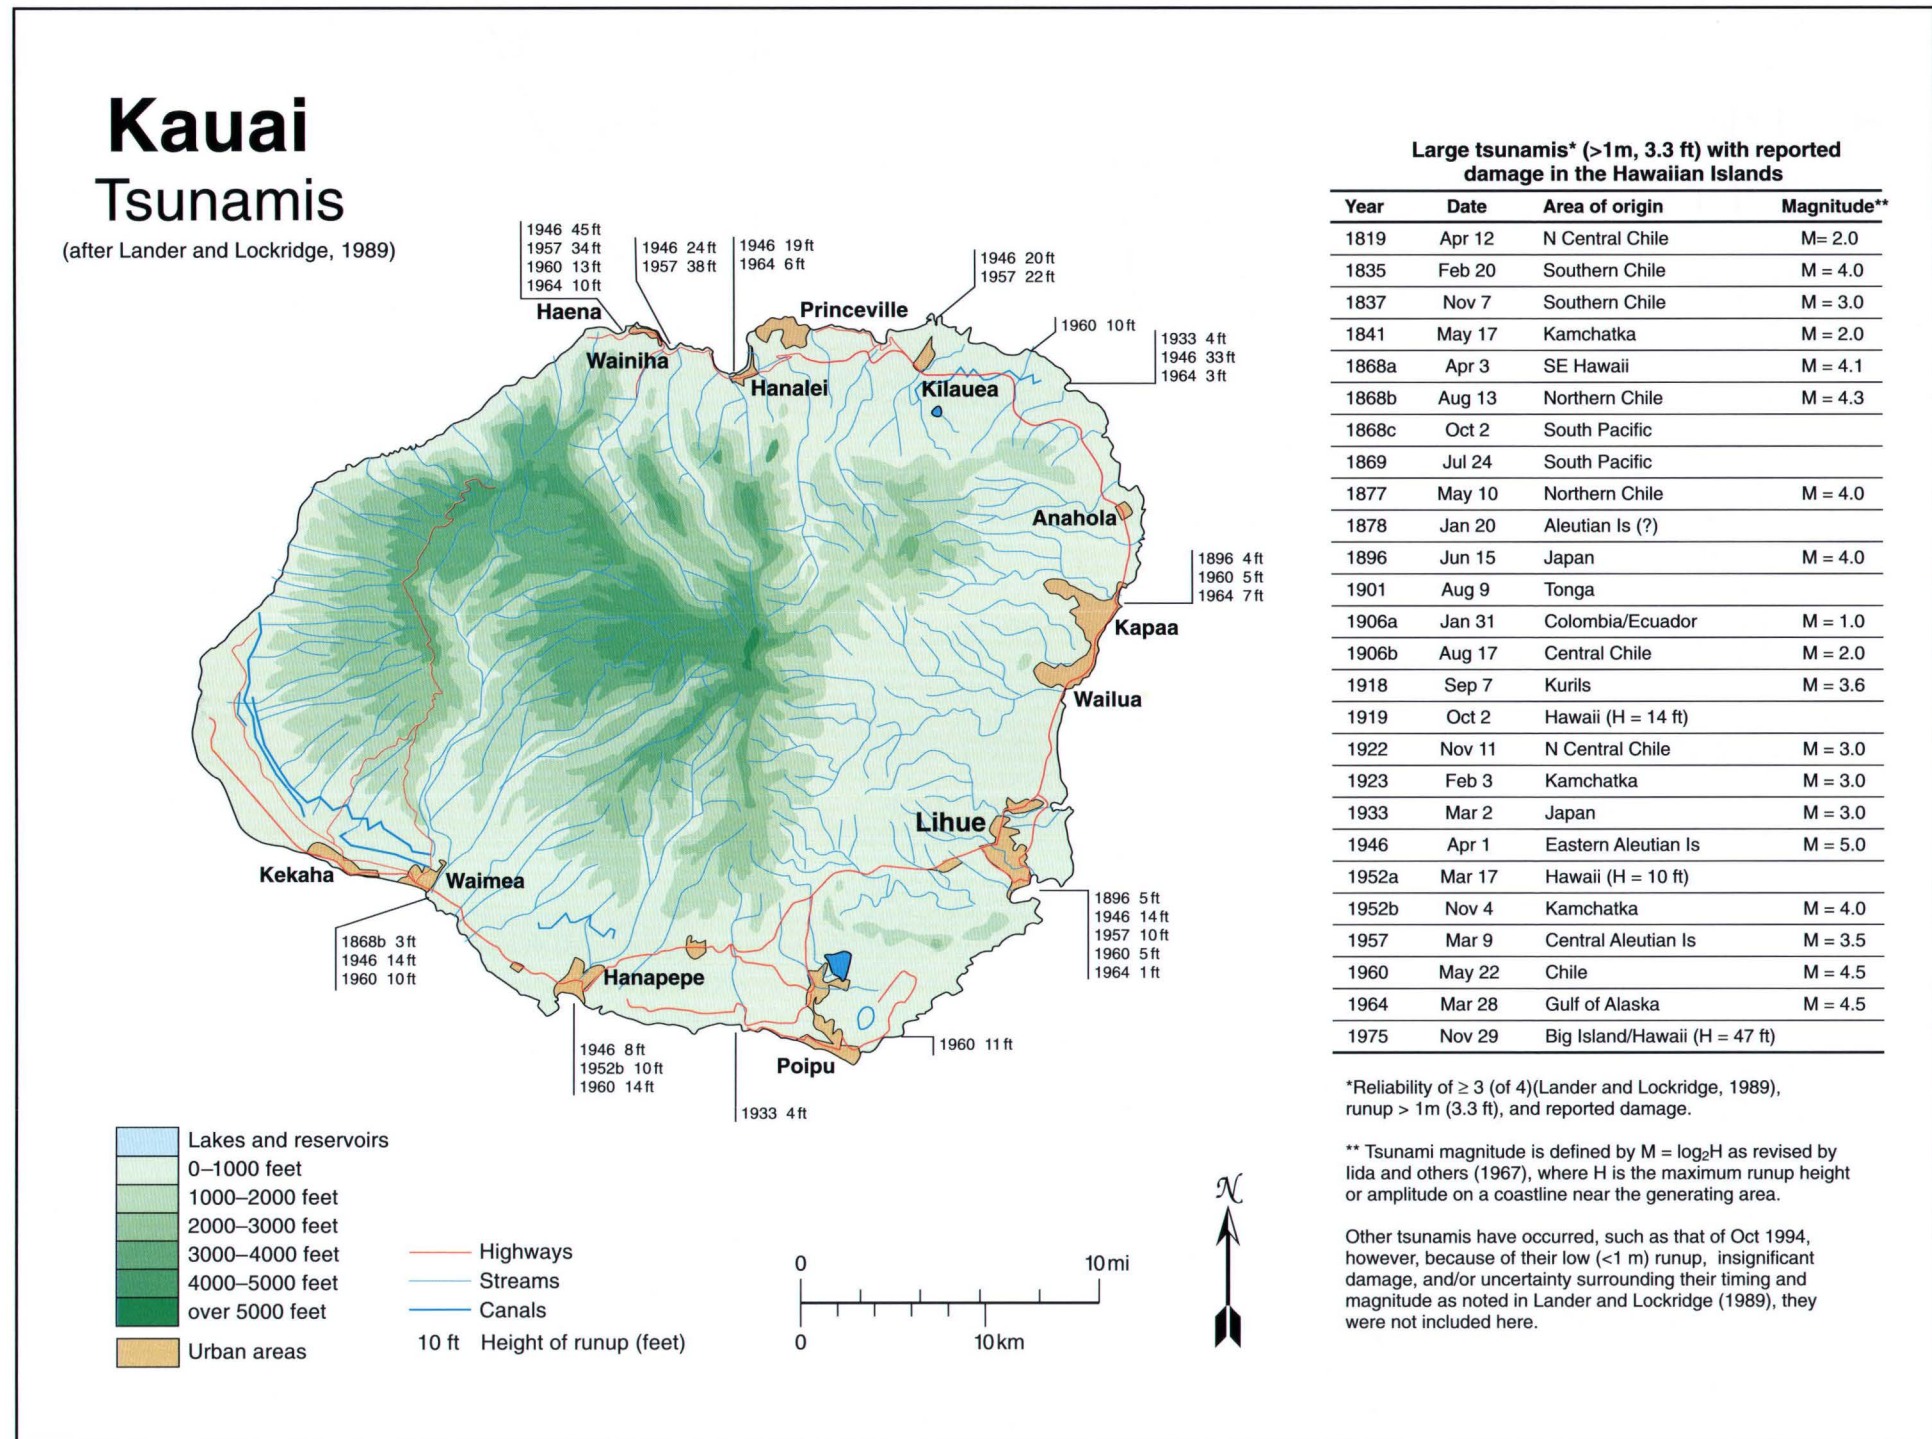 Kauai
Tsunamis
(after Lander and Lockridge, 1989)
1946 45 ft
1957 34 ft
1960 13 ft
1964 10 ft
1946 24 ft
1957 38 ft
1946 19 ft
1964 6 ft
1946 20 ft
1957 22 ft
1960 10 ft
1933 4 ft
1946 33 ft
1964 3 ft
Haena
Princeville
Wainiha
Hanalei
Kilauea
Anahola
1896 4 ft
1960 5 ft
1964 7 ft
Kapaa
Wailua
Lihue
Kekaha
Waimea
1868b 3 ft
1946 14 ft
1960 10 ft
1896 5 ft
1946 14 ft
1957 10 ft
1960 5 ft
1964 1 ft
Hanapepe
1946 8 ft
1952b 10 ft
1960 14 ft
Poipu
1960 11 ft
1933 4 ft
Lakes and reservoirs
0–1000 feet
1000–2000 feet
2000–3000 feet
3000–4000 feet
4000–5000 feet
over 5000 feet
Urban areas
Highways
Streams
Canals
10 ft Height of runup (feet)
0 10 mi
0 10 km
N
Large tsunamis* (>1m, 3.3 ft) with reported
damage in the Hawaiian Islands
Year Date Area of origin Magnitude**
1819 Apr 12 N Central Chile M= 2.0
1835 Feb 20 Southern Chile M = 4.0
1837 Nov 7 Southern Chile M = 3.0
1841 May 17 Kamchatka M = 2.0
1868a Apr 3 SE Hawaii M = 4.1
1868b Aug 13 Northern Chile M = 4.3
1868c Oct 2 South Pacific
1869 Jul 24 South Pacific
1877 May 10 Northern Chile M = 4.0
1878 Jan 20 Aleutian Is (?)
1896 Jun 15 Japan M = 4.0
1901 Aug 9 Tonga
1906a Jan 31 Colombia/Ecuador M = 1.0
1906b Aug 17 Central Chile M = 2.0
1918 Sep 7 Kurils M = 3.6
1919 Oct 2 Hawaii (H = 14 ft)
1922 Nov 11 N Central Chile M = 3.0
1923 Feb 3 Kamchatka M = 3.0
1933 Mar 2 Japan M = 3.0
1946 Apr 1 Eastern Aleutian Is M = 5.0
1952a Mar 17 Hawaii (H = 10 ft)
1952b Nov 4 Kamchatka M = 4.0
1957 Mar 9 Central Aleutian Is M = 3.5
1960 May 22 Chile M = 4.5
1964 Mar 28 Gulf of Alaska M = 4.5
1975 Nov 29 Big Island/Hawaii (H = 47 ft)
*Reliability of ≥ 3 (of 4)(Lander and Lockridge, 1989),
runup > 1m (3.3 ft), and reported damage.
** Tsunami magnitude is defined by M = log₂H as revised by
Iida and others (1967), where H is the maximum runup height
or amplitude on a coastline near the generating area.
Other tsunami have occurred, such as that of Oct 1994,
however, because of their low (<1 m) runup, insignificant
damage, and/or uncertainty surrounding their timing and
magnitude as noted in Lander and Lockridge (1989), they
were not included here.